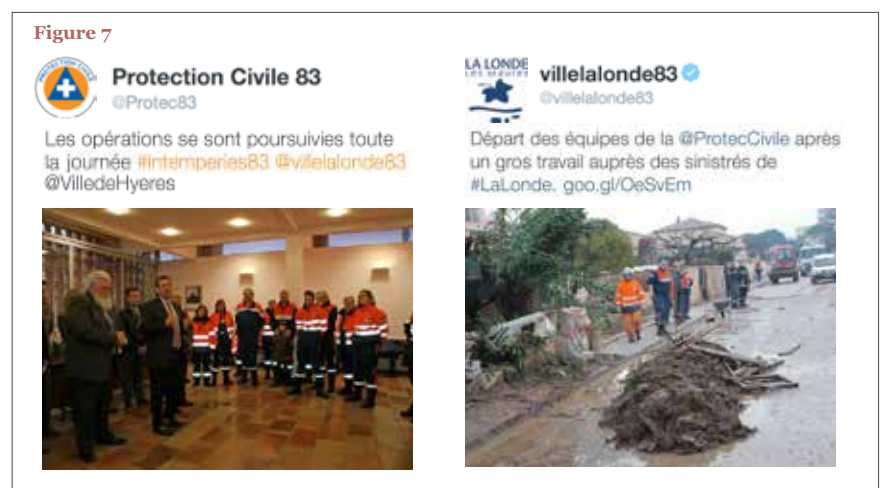 Figure 7
Protection Civile 83
@Protec83
Les opérations se sont poursuivies toute
la journée #intemperies83 @villelalonde83
@VilledeHyeres
LA LONDE
LES MAURES
villelalonde83
@villelalonde83
Départ des équipes de la @ProtecCivile après
un gros travail auprès des sinistrés de
#LaLonde. goo.gl/OeSvEm